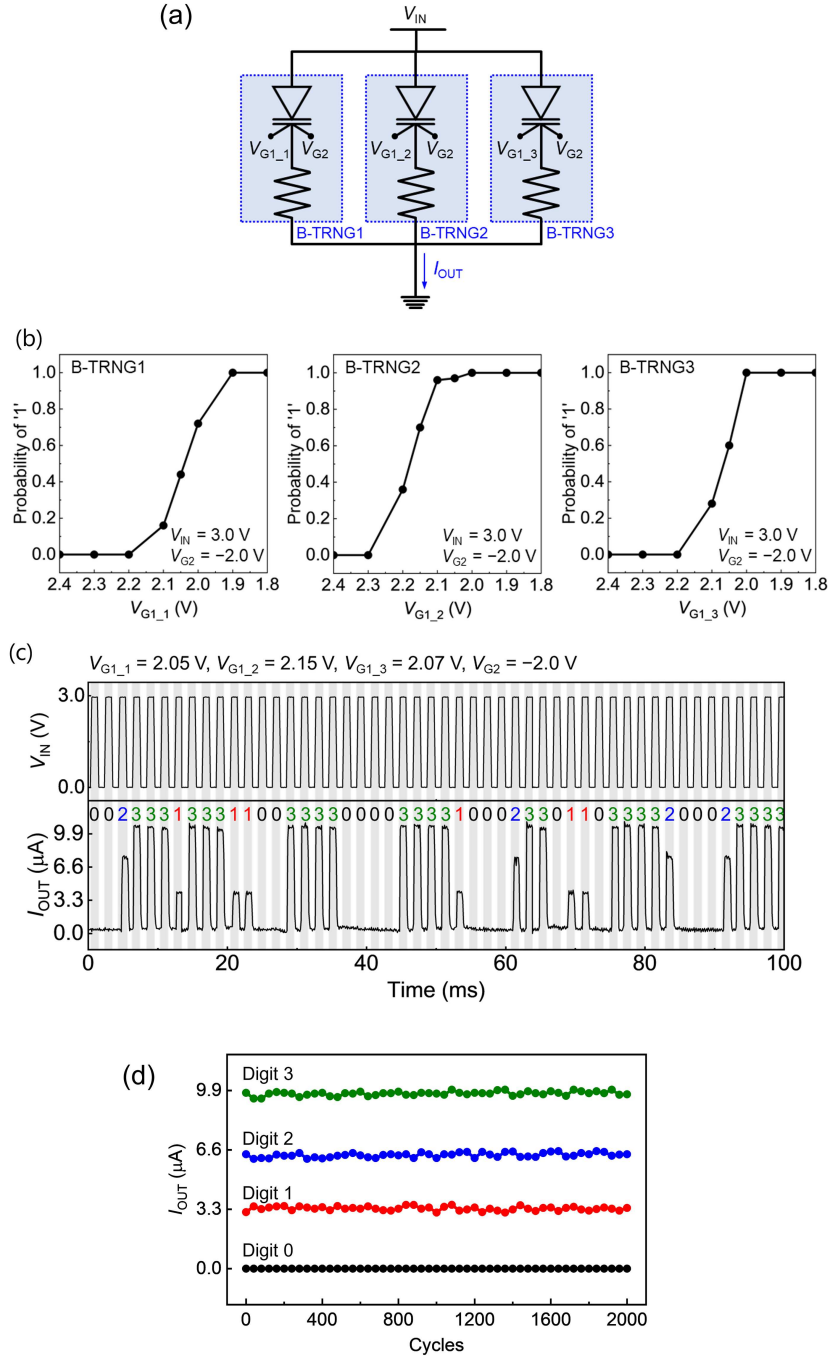 (a)
V_IN
V_G1_1 V_G2 V_G1_2 V_G2 V_G1_3 V_G2
B-TRNG1 B-TRNG2 B-TRNG3
I_OUT
(b)
B-TRNG1
Probability of '1'
1.0
0.8
0.6
0.4
0.2
0.0
V_IN = 3.0 V
V_G2 = −2.0 V
2.4 2.3 2.2 2.1 2.0 1.9 1.8
V_G1_1 (V)
B-TRNG2
Probability of '1'
1.0
0.8
0.6
0.4
0.2
0.0
V_IN = 3.0 V
V_G2 = −2.0 V
2.4 2.3 2.2 2.1 2.0 1.9 1.8
V_G1_2 (V)
B-TRNG3
Probability of '1'
1.0
0.8
0.6
0.4
0.2
0.0
V_IN = 3.0 V
V_G2 = −2.0 V
2.4 2.3 2.2 2.1 2.0 1.9 1.8
V_G1_3 (V)
(c)
V_G1_1 = 2.05 V, V_G1_2 = 2.15 V, V_G1_3 = 2.07 V, V_G2 = −2.0 V
V_IN (V)
3.0
0.0
0 0 2 3 3 3 1 3 3 3 1 1 0 0 3 3 3 3 0 0 0 0 3 3 3 3 1 0 0 0 2 3 3 0 1 1 0 3 3 3 3 2 0 0 0 2 3 3 3 3
I_OUT (μA)
9.9
6.6
3.3
0.0
0 20 40 60 80 100
Time (ms)
(d)
I_OUT (μA)
9.9
6.6
3.3
0.0
Digit 3
Digit 2
Digit 1
Digit 0
0 400 800 1200 1600 2000
Cycles